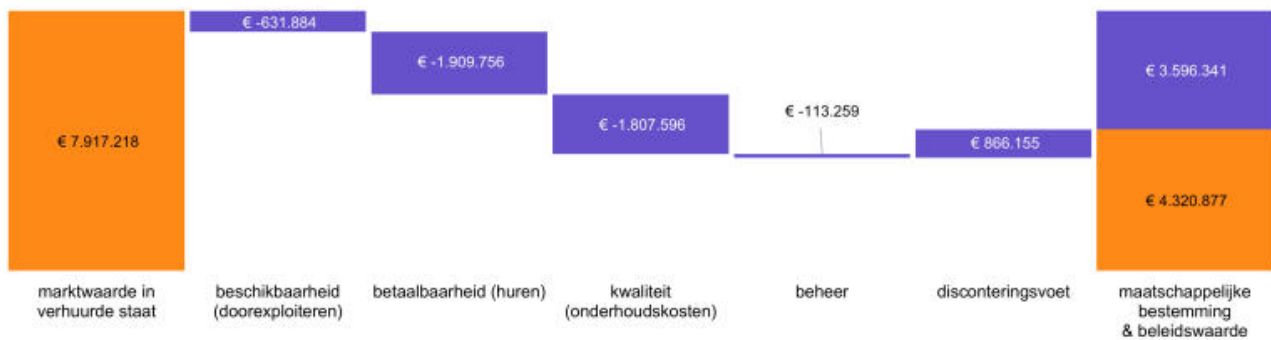 € -631.884
€ -1.909.756
€ 3.596.341
€ -113.259
€ -1.807.596
€ 7.917.218
€ 866.155
€ 4.320.877
marktwaarde in
verhuurde staat
beschikbaarheid
(doorexploiteren)
betaalbaarheid (huren)
kwaliteit
(onderhoudskosten)
beheer
disconteringsvoet
maatschappelijke
bestemming
& beleidswaarde